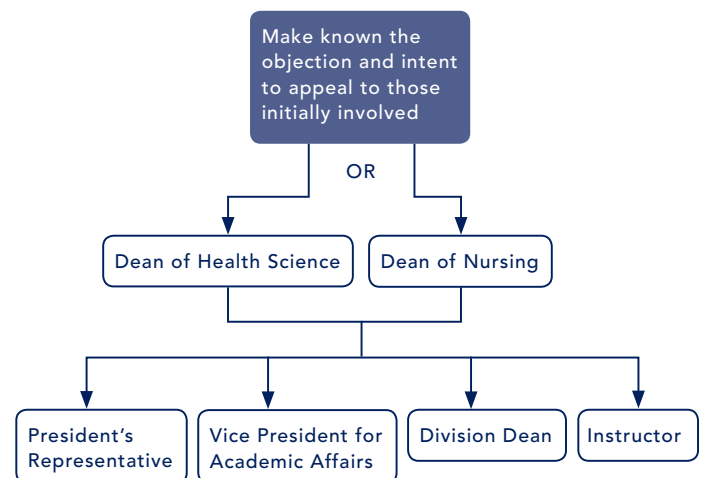 Make known the
objection and intent
to appeal to those
initially involved
OR
Dean of Health Science
Dean of Nursing
President’s
Representative
Vice President for
Academic Affairs
Division Dean
Instructor